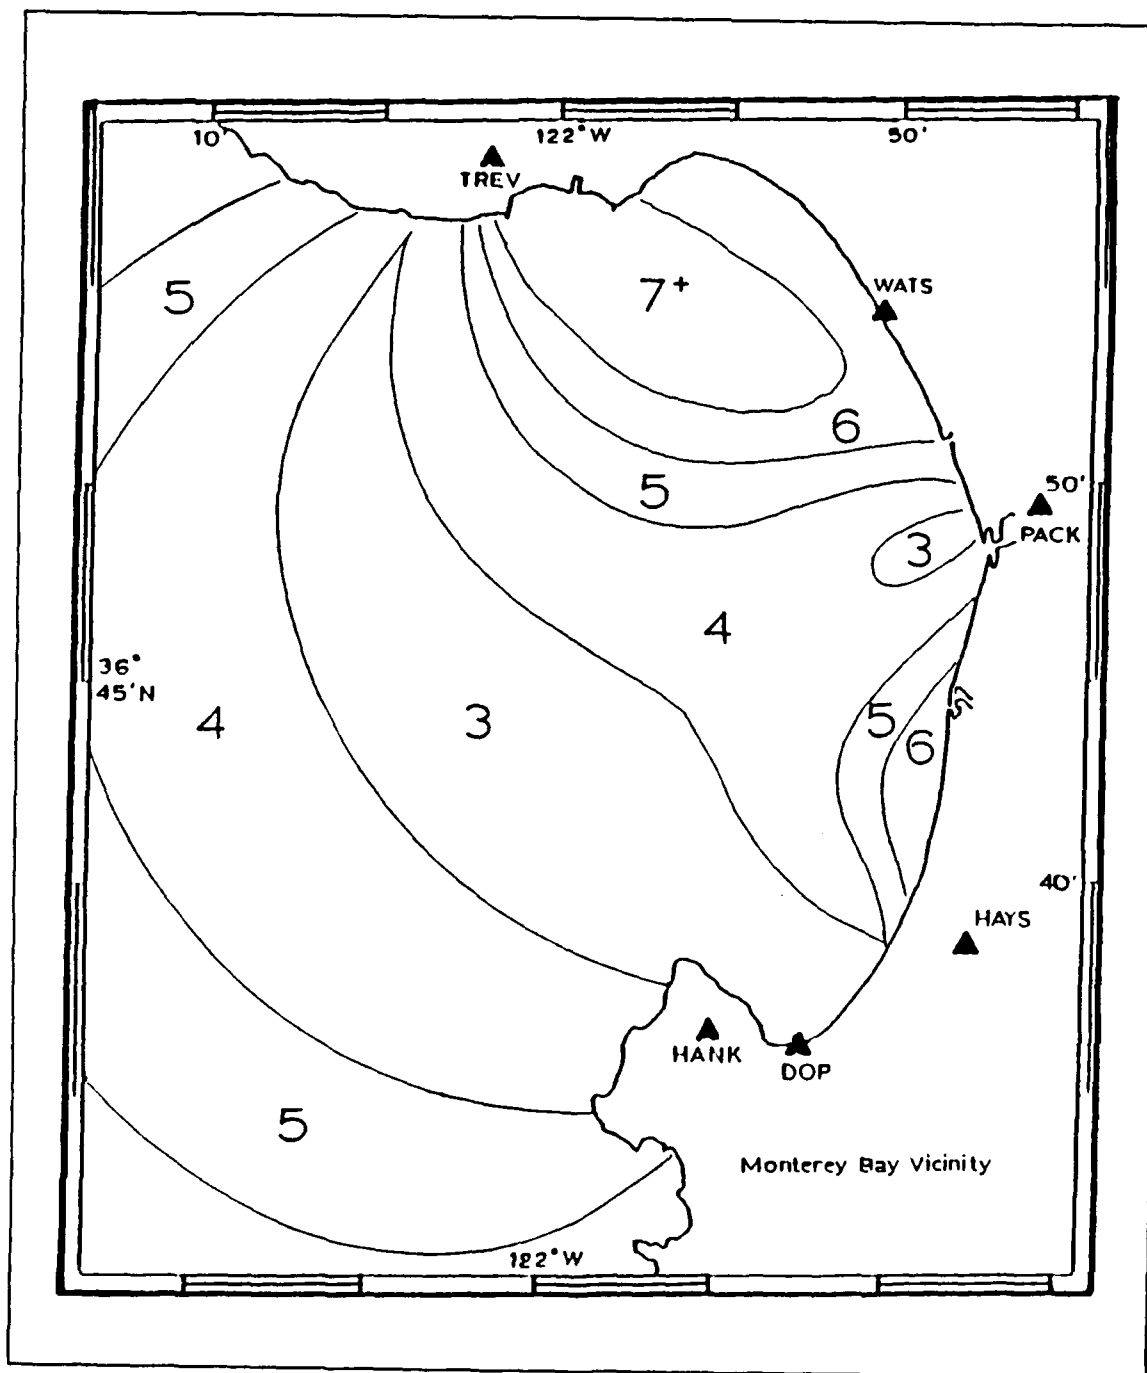 10' 122°W 50'
TREV
5
7+
WATS
6
5
50'
PACK
3
4
36°
45'N
4
3
5
6
40'
HAYS
HANK
DOP
5
Monterey Bay Vicinity
122°W